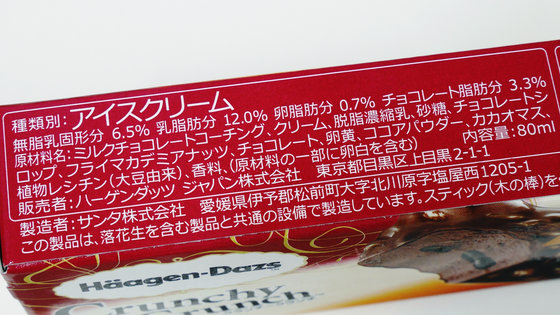 種類別：アイスクリーム
無脂乳固形分 6.5% 乳脂肪分 12.0% 卵脂肪分 0.7% チョコレート脂肪分 3.3%
原材料名：ミルクチョコレートコーチング、クリーム、脱脂濃縮乳、砂糖、チョコレートシ
ロップ、フライマカデミアナッツ、チョコレート、卵黄、ココアパウダー、カカオマス、
植物レシチン(大豆由来)、香料、(原材料の一部に卵白を含む) 内容量：80ml
販売者：ハーゲンダッツ ジャパン株式会社 東京都目黒区上目黒2-1-1
製造者：サンタ株式会社 愛媛県伊予郡松前町大字北川原字塩屋西1205-1
この製品は、落花生を含む製品と共通の設備で製造しています。スティック(木の棒)を
Häagen-Dazs
Crunchy
Crunch